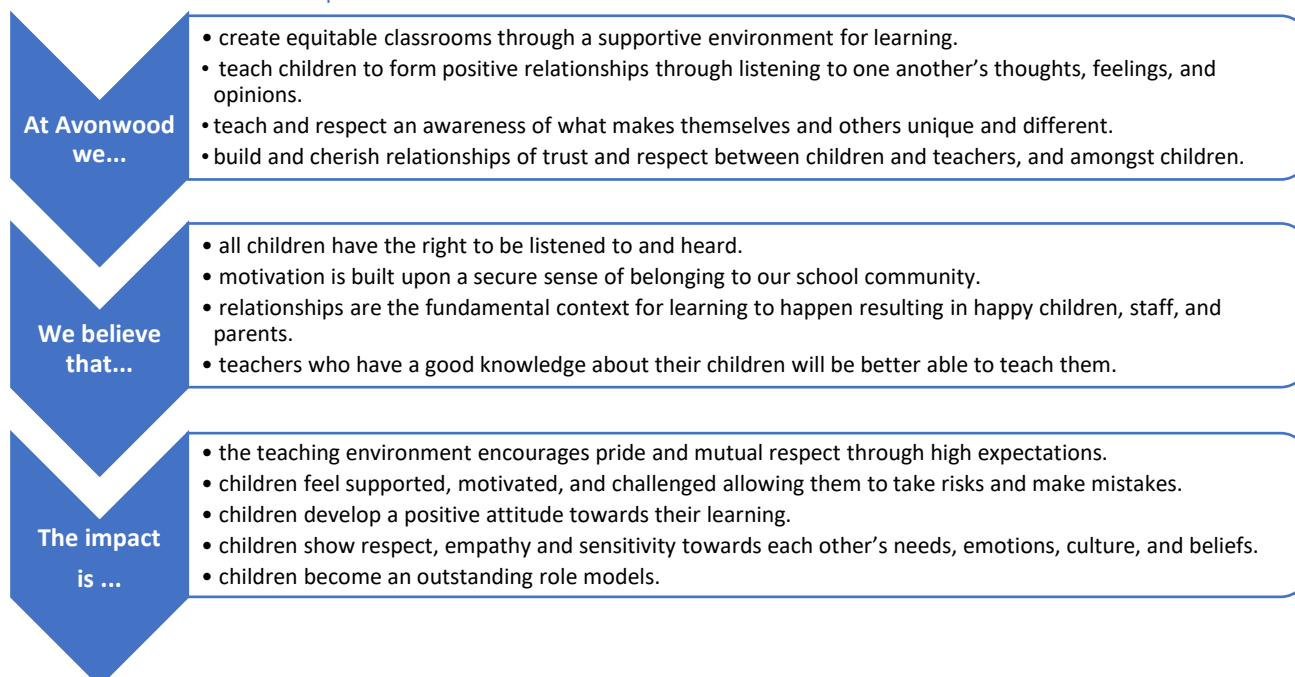 • create equitable classrooms through a supportive environment for learning.
• teach children to form positive relationships through listening to one another's thoughts, feelings, and
opinions.
At Avonwood
we...
• teach and respect an awareness of what makes themselves and others unique and different.
• build and cherish relationships of trust and respect between children and teachers, and amongst children.
• all children have the right to be listened to and heard.
• motivation is built upon a secure sense of belonging to our school community.
We believe
that...
• relationships are the fundamental context for learning to happen resulting in happy children, staff, and
parents.
• teachers who have a good knowledge about their children will be better able to teach them.
The impact
is ...
• the teaching environment encourages pride and mutual respect through high expectations.
• children feel supported, motivated, and challenged allowing them to take risks and make mistakes.
• children develop a positive attitude towards their learning.
• children show respect, empathy and sensitivity towards each other's needs, emotions, culture, and beliefs.
• children become an outstanding role models.